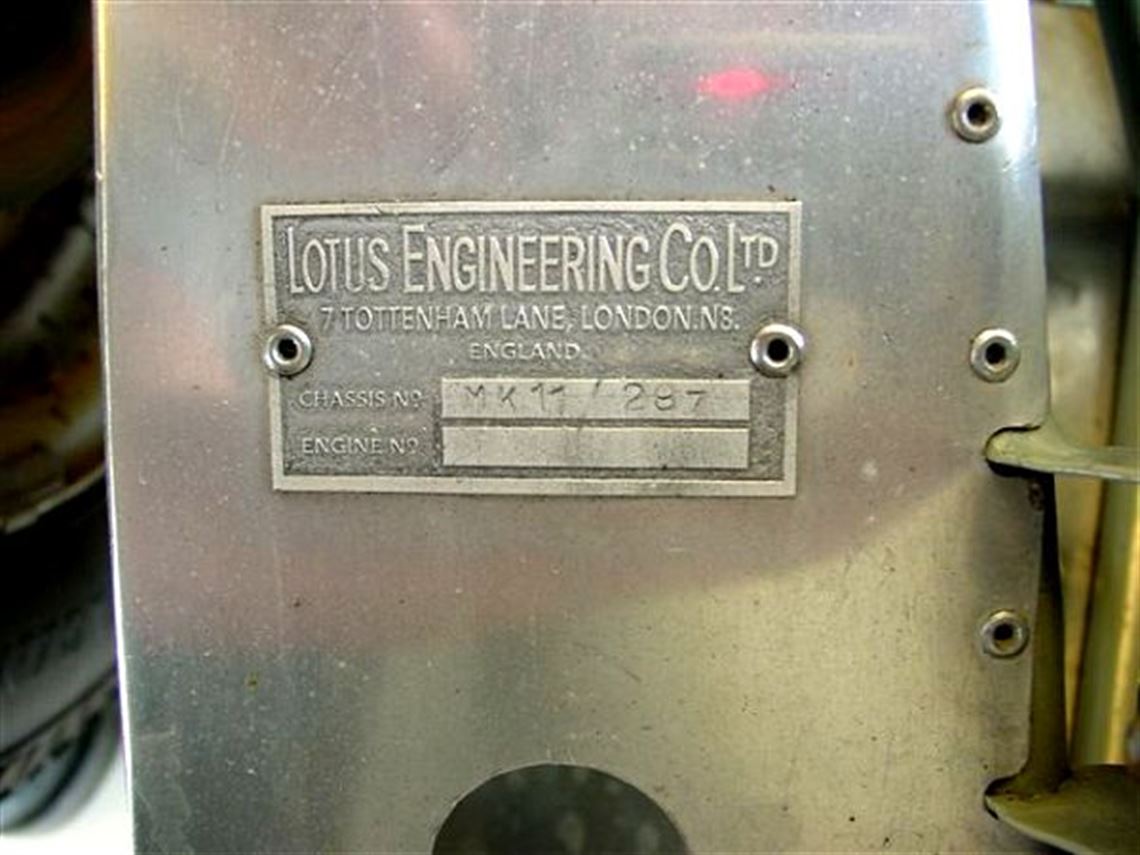 LOTUS ENGINEERING CO. LTD.
7 TOTTENHAM LANE, LONDON. N8.
ENGLAND.
CHASSIS No. MK11/287
ENGINE No.